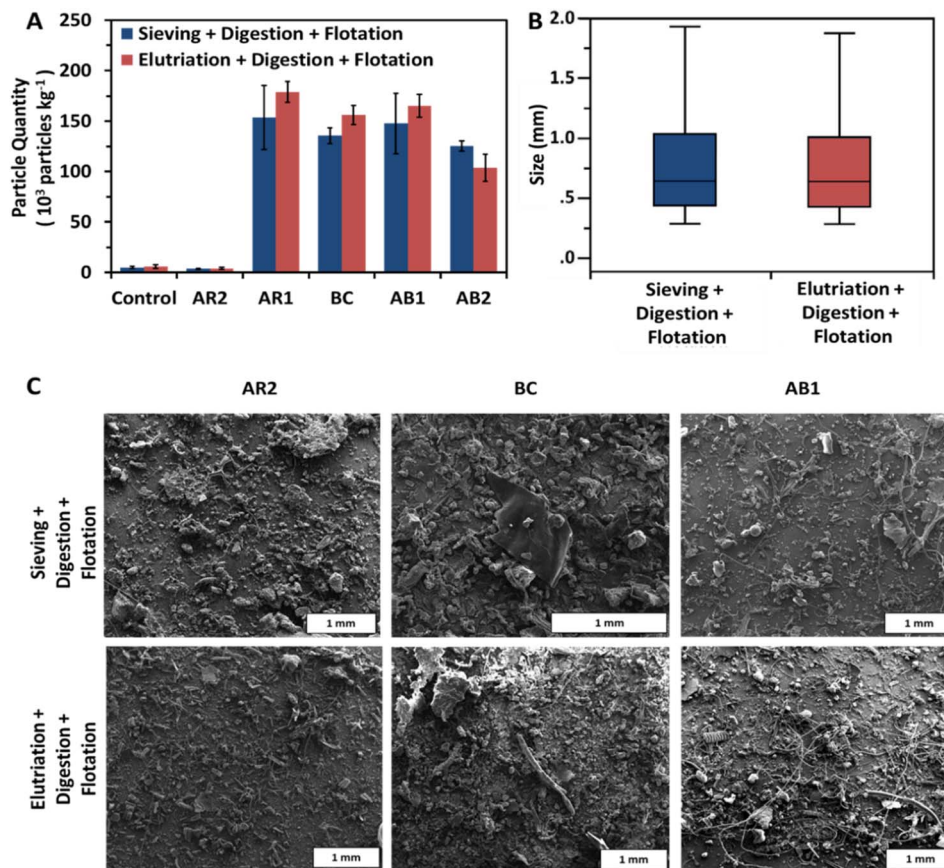 A
Sieving + Digestion + Flotation
Elutriation + Digestion + Flotation
Particle Quantity
( 10³ particles kg⁻¹)
250
200
150
100
50
0
Control AR2 AR1 BC AB1 AB2
B
Size (mm)
2.0
1.5
1.0
.5
.0
Sieving +
Digestion +
Flotation
Elutriation +
Digestion +
Flotation
C
AR2 BC AB1
Sieving +
Digestion +
Flotation
1 mm 1 mm 1 mm
Elutriation +
Digestion +
Flotation
1 mm 1 mm 1 mm